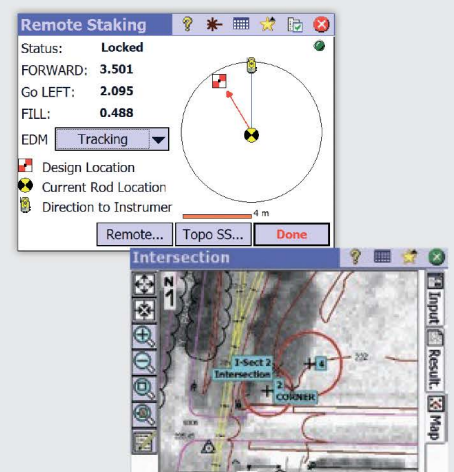 Remote Staking
Status: Locked
FORWARD: 3.501
Go LEFT: 2.095
FILL: 0.488
EDM Tracking
Design Location
Current Rod Location
Direction to Instrumer
4 m
Remote... Topo SS... Done
Intersection
N
1
Input
Result.
Map
I-Sect 2
Intersection
4
2
CORNER